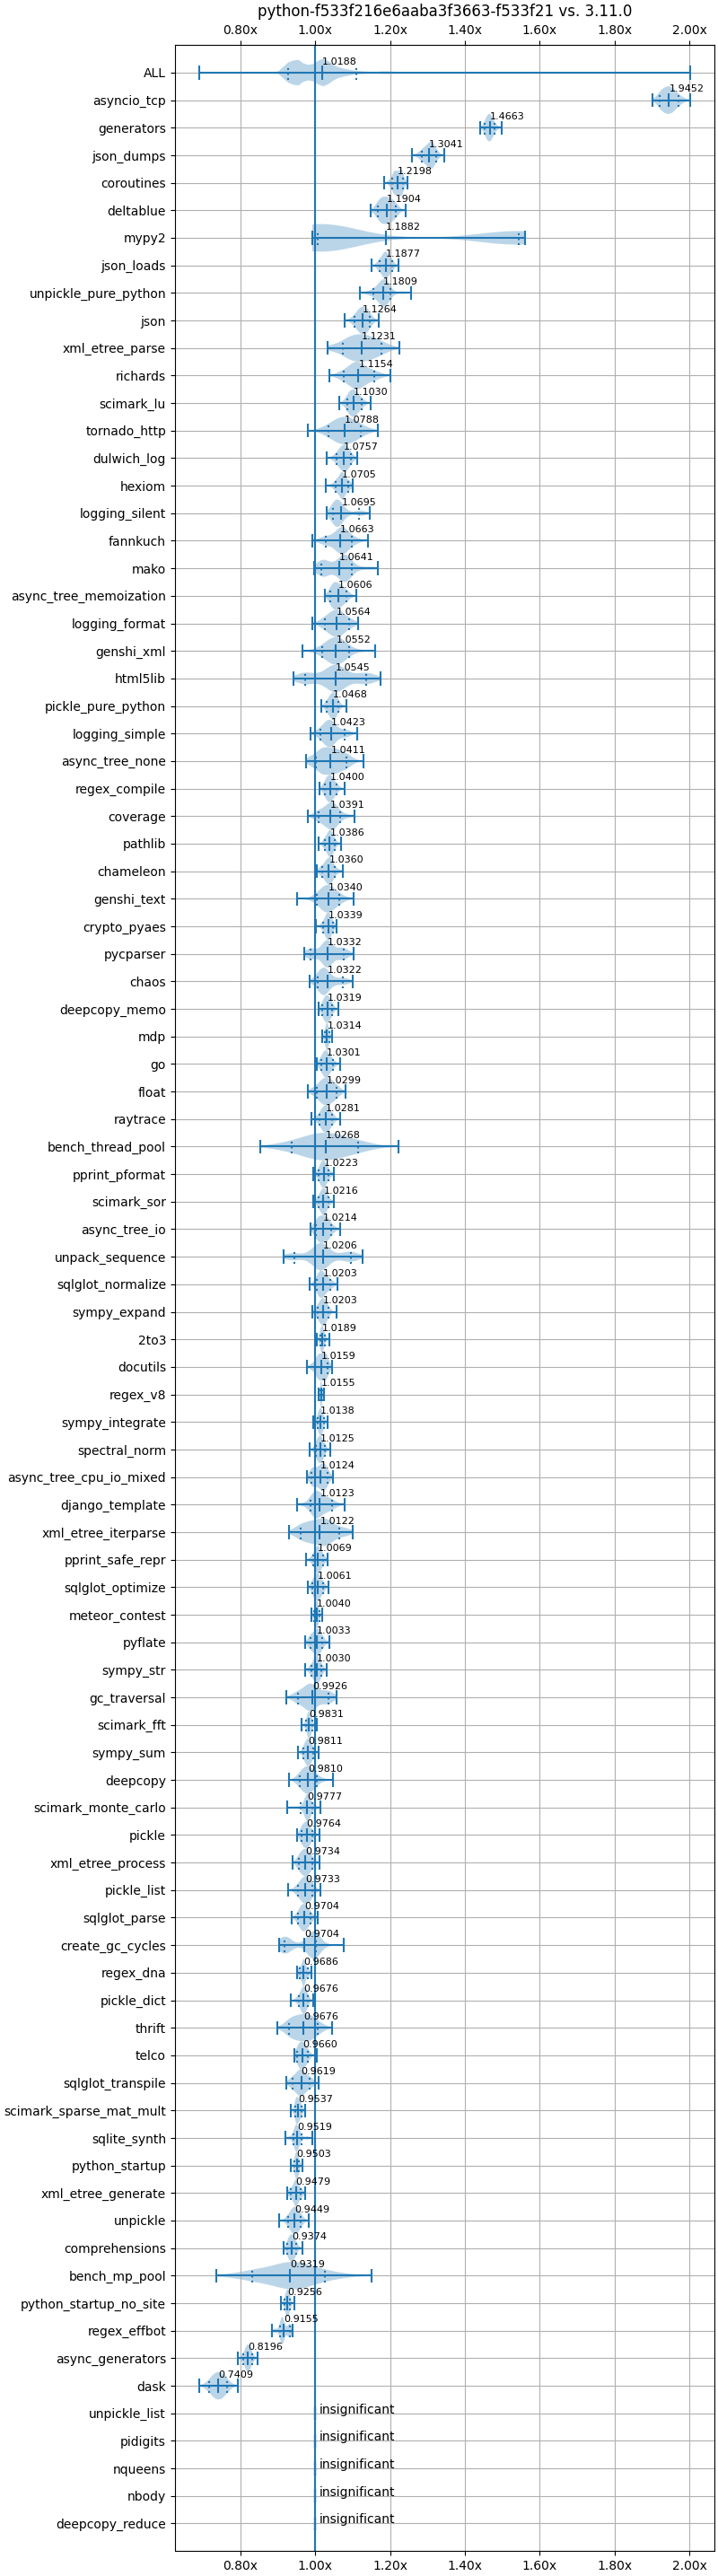 python-f533f216e6aaba3f3663-f533f21 vs. 3.11.0
0.80x 1.00x 1.20x 1.40x 1.60x 1.80x 2.00x
ALL 1.0188
asyncio_tcp 1.9452
generators 1.4663
json_dumps 1.3041
coroutines 1.2198
deltablue 1.1904
mypy2 1.1882
json_loads 1.1877
unpickle_pure_python 1.1809
json 1.1264
xml_etree_parse 1.1231
richards 1.1154
scimark_lu 1.1030
tornado_http 1.0788
dulwich_log 1.0757
hexiom 1.0705
logging_silent 1.0695
fannkuch 1.0663
mako 1.0641
async_tree_memoization 1.0606
logging_format 1.0564
genshi_xml 1.0552
html5lib 1.0545
pickle_pure_python 1.0468
logging_simple 1.0423
async_tree_none 1.0411
regex_compile 1.0400
coverage 1.0391
pathlib 1.0386
chameleon 1.0360
genshi_text 1.0340
crypto_pyaes 1.0339
pycparser 1.0332
chaos 1.0322
deepcopy_memo 1.0319
mdp 1.0314
go 1.0301
float 1.0299
raytrace 1.0281
bench_thread_pool 1.0268
pprint_pformat 1.0223
scimark_sor 1.0216
async_tree_io 1.0214
unpack_sequence 1.0206
sqlglot_normalize 1.0203
sympy_expand 1.0203
2to3 1.0189
docutils 1.0159
regex_v8 1.0155
sympy_integrate 1.0138
spectral_norm 1.0125
async_tree_cpu_io_mixed 1.0124
django_template 1.0123
xml_etree_iterparse 1.0122
pprint_safe_repr 1.0069
sqlglot_optimize 1.0061
meteor_contest 1.0040
pyflate 1.0033
sympy_str 1.0030
gc_traversal 0.9926
scimark_fft 0.9831
sympy_sum 0.9811
deepcopy 0.9810
scimark_monte_carlo 0.9777
pickle 0.9764
xml_etree_process 0.9734
pickle_list 0.9733
sqlglot_parse 0.9704
create_gc_cycles 0.9704
regex_dna 0.9686
pickle_dict 0.9676
thrift 0.9676
telco 0.9660
sqlglot_transpile 0.9619
scimark_sparse_mat_mult 0.9537
sqlite_synth 0.9519
python_startup 0.9503
xml_etree_generate 0.9479
unpickle 0.9449
comprehensions 0.9374
bench_mp_pool 0.9319
python_startup_no_site 0.9256
regex_effbot 0.9155
async_generators 0.8196
dask 0.7409
unpickle_list insignificant
pidigits insignificant
nqueens insignificant
nbody insignificant
deepcopy_reduce insignificant
0.80x 1.00x 1.20x 1.40x 1.60x 1.80x 2.00x